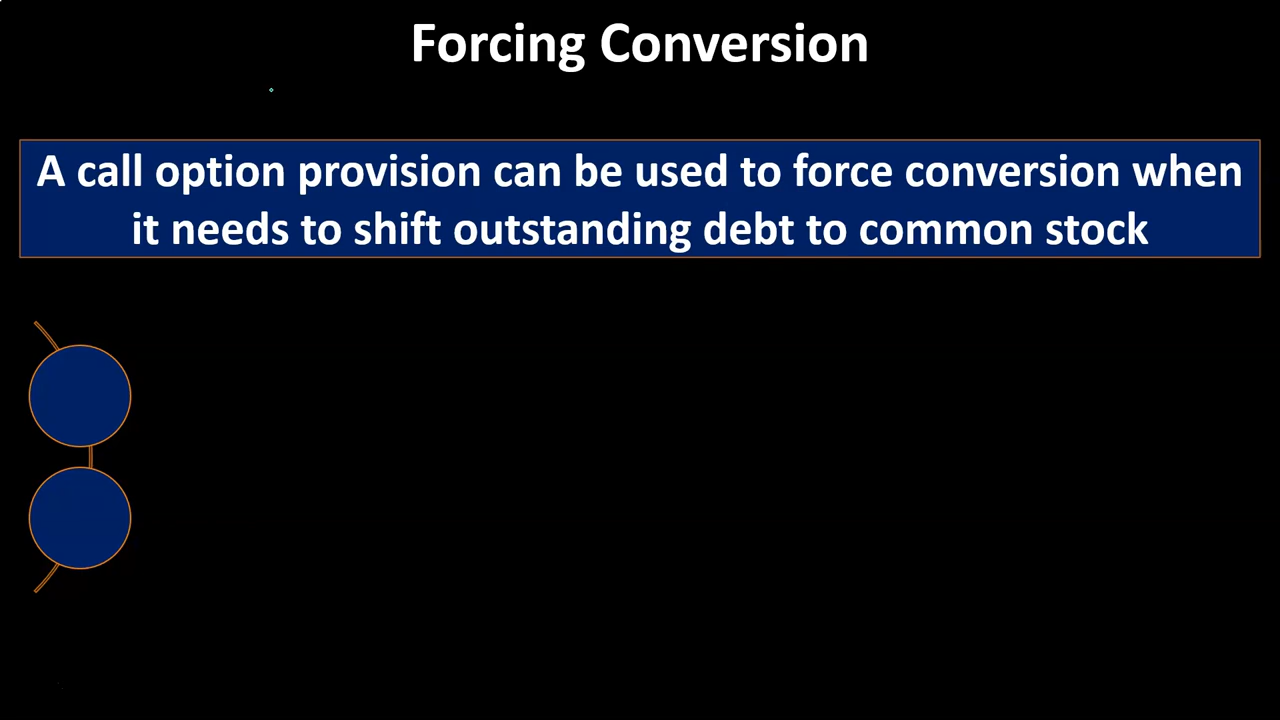 Forcing Conversion
A call option provision can be used to force conversion when
it needs to shift outstanding debt to common stock